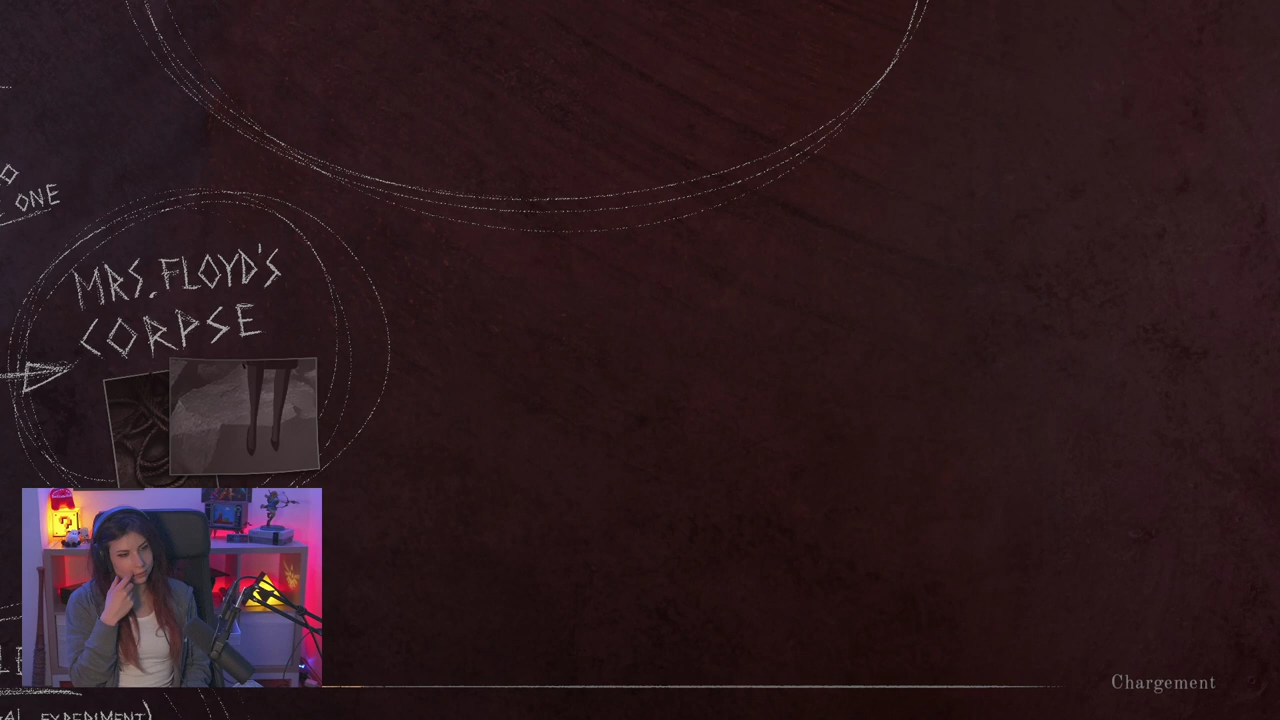 ONE
MRS. FLOYD'S
CORPSE
EXPERIMENT)
Chargement